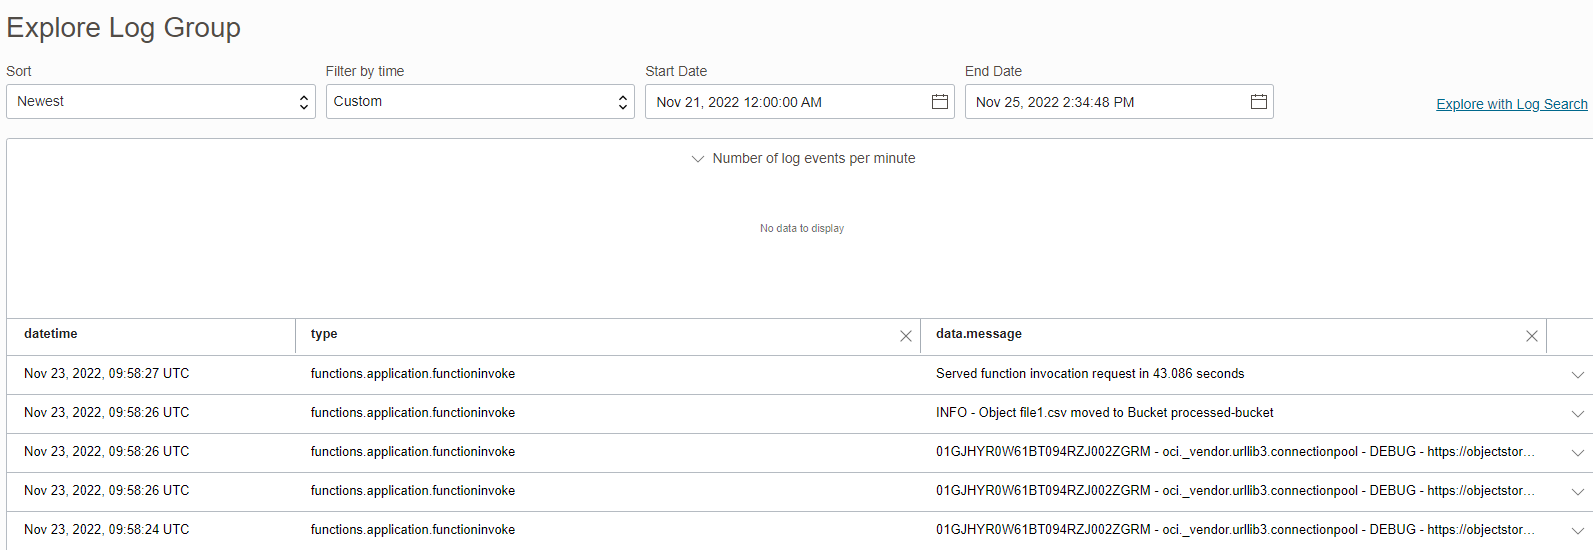 Explore Log Group
Sort
Filter by time
Start Date
End Date
Newest
Custom
Nov 21, 2022 12:00:00 AM
Nov 25, 2022 2:34:48 PM
Explore with Log Search
Number of log events per minute
No data to display
datetime
type
data.message
Nov 23, 2022, 09:58:27 UTC
functions.application.functioninvoke
Served function invocation request in 43.086 seconds
Nov 23, 2022, 09:58:26 UTC
functions.application.functioninvoke
INFO - Object file1.csv moved to Bucket processed-bucket
Nov 23, 2022, 09:58:26 UTC
functions.application.functioninvoke
01GJHYR0W61BT094RZJ002ZGRM - oci._vendor.urllib3.connectionpool - DEBUG - https://objectstor...
Nov 23, 2022, 09:58:26 UTC
functions.application.functioninvoke
01GJHYR0W61BT094RZJ002ZGRM - oci._vendor.urllib3.connectionpool - DEBUG - https://objectstor...
Nov 23, 2022, 09:58:24 UTC
functions.application.functioninvoke
01GJHYR0W61BT094RZJ002ZGRM - oci._vendor.urllib3.connectionpool - DEBUG - https://objectstor...